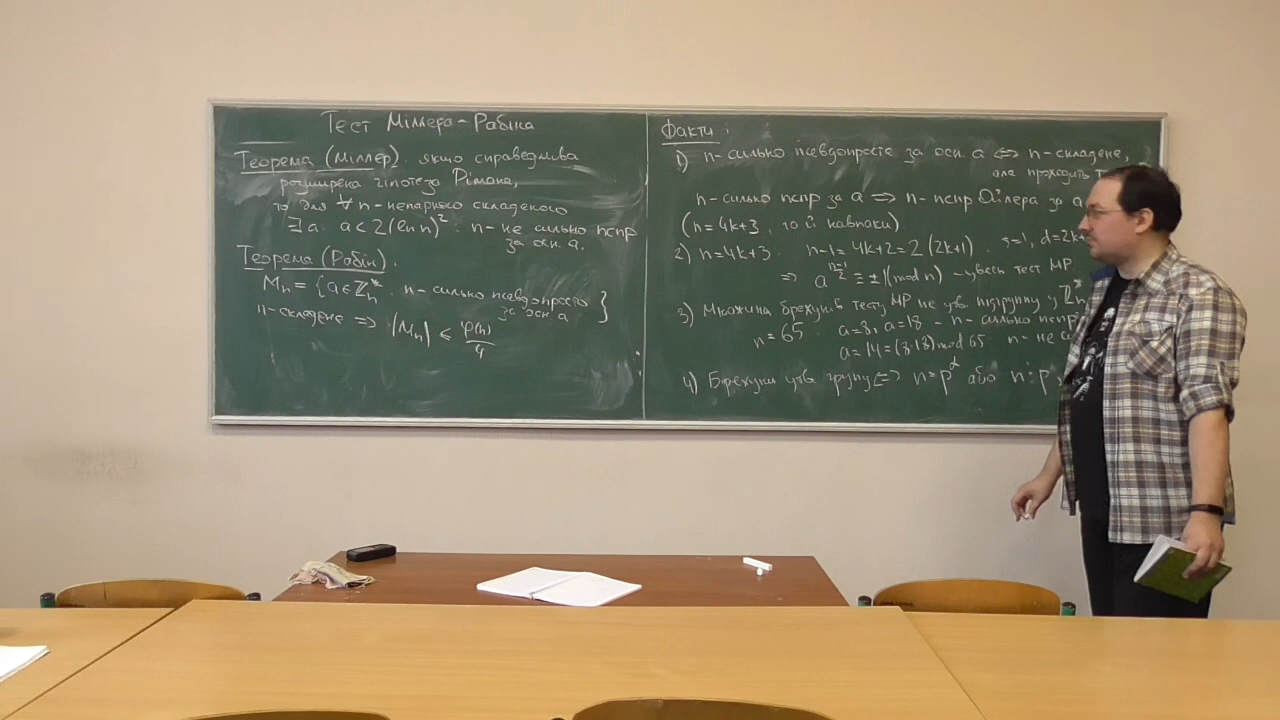 Тест Міллера-Рабіна
Теорема (Міллер). якщо справедлива
розширена гіпотеза Рімана,
то для ∀ n-непарного складеного
∃ a: a < 2(ln n)² : n - не сильно пспр
за осн. a.
Теорема (Рабін).
Mn = {a ∈ Zn* : n-сильно псевдопросте
за осн a }
n-складене ⇒ |Mn| ≤ φ(n)/4
Факти:
1) n-сильно псевдопросте за осн. a ⇔ n-складене,
але проходить
n-сильно пспр за a ⇒ n-пспр Ойлера за a
(n=4k+3, то й навпаки)
2) n=4k+3. n-1=4k+2=2(2k+1). s=1, d=2k
⇒ a^((n-1)/2) ≡ ±1 (mod n) - увесь тест МР
3) Множина брехунів тесту МР не утв підгрупу у Zn*
n=65 a=8, a=18 - n-сильно пспр
a=14=(8·18) mod 65 n-не
4) Брехуни утв групу ⇔ n=p^α або n⋮p